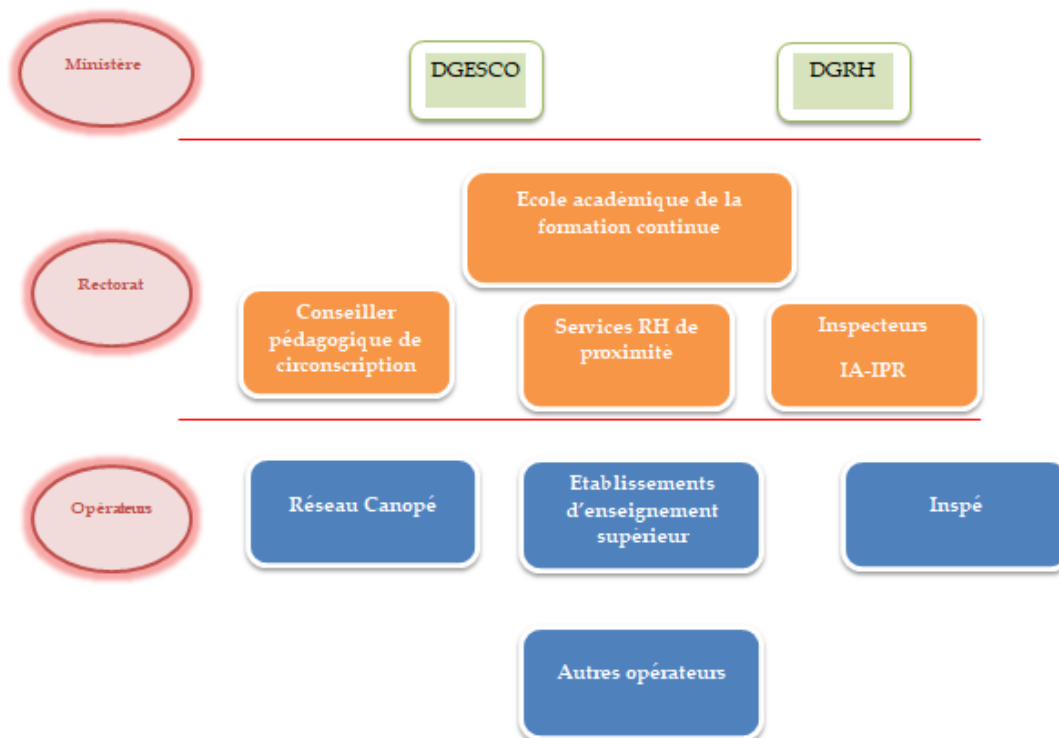 Ministère
DGESCO
DGRH
Rectorat
Ecole académique de la
formation continue
Conseiller
pédagogique de
circonscription
Services RH de
proximité
Inspecteurs
IA-IPR
Opérateurs
Réseau Canopé
Etablissements
d'enseignement
supérieur
Inspé
Autres opérateurs